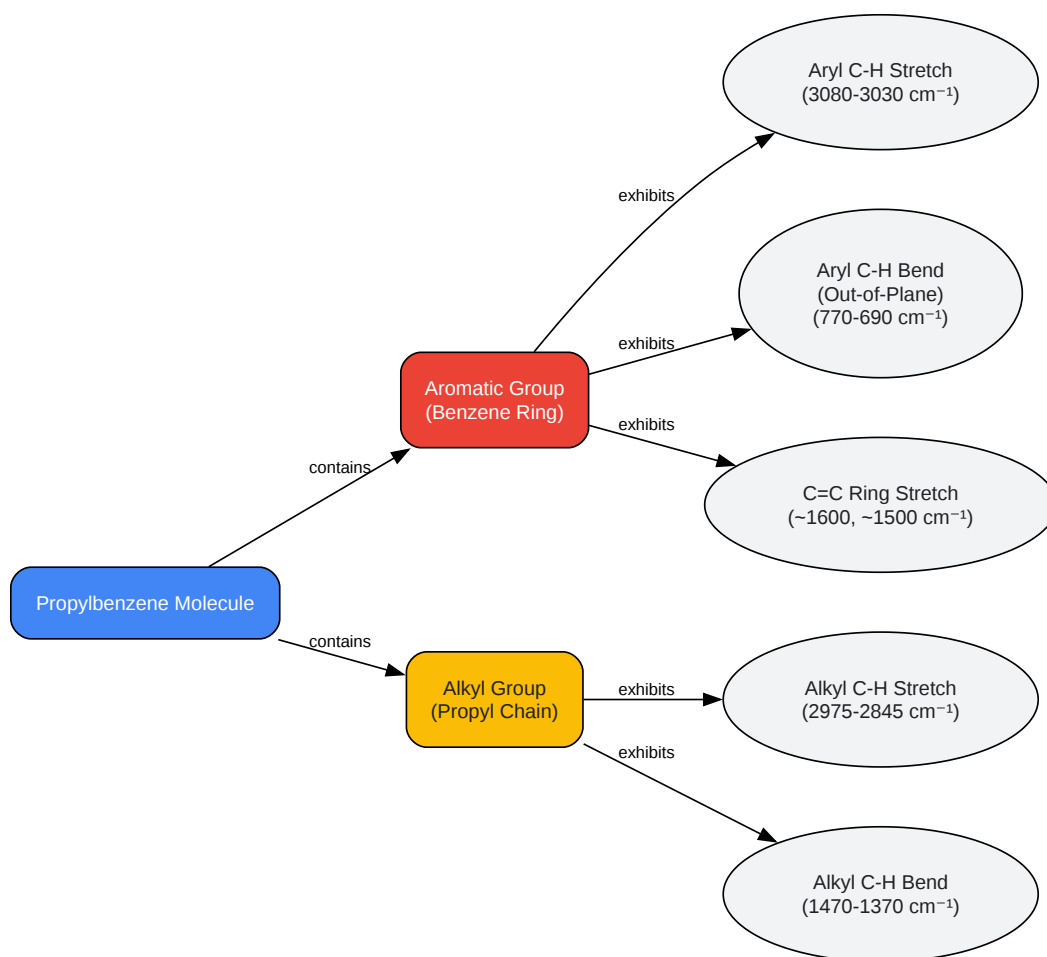 Aryl C-H Stretch
(3080-3030 cm⁻¹)
exhibits
Aryl C-H Bend
(Out-of-Plane)
(770-690 cm⁻¹)
exhibits
Aromatic Group
(Benzene Ring)
exhibits
contains
C=C Ring Stretch
(~1600, ~1500 cm⁻¹)
Propylbenzene Molecule
contains
Alkyl Group
(Propyl Chain)
exhibits
Alkyl C-H Stretch
(2975-2845 cm⁻¹)
exhibits
Alkyl C-H Bend
(1470-1370 cm⁻¹)